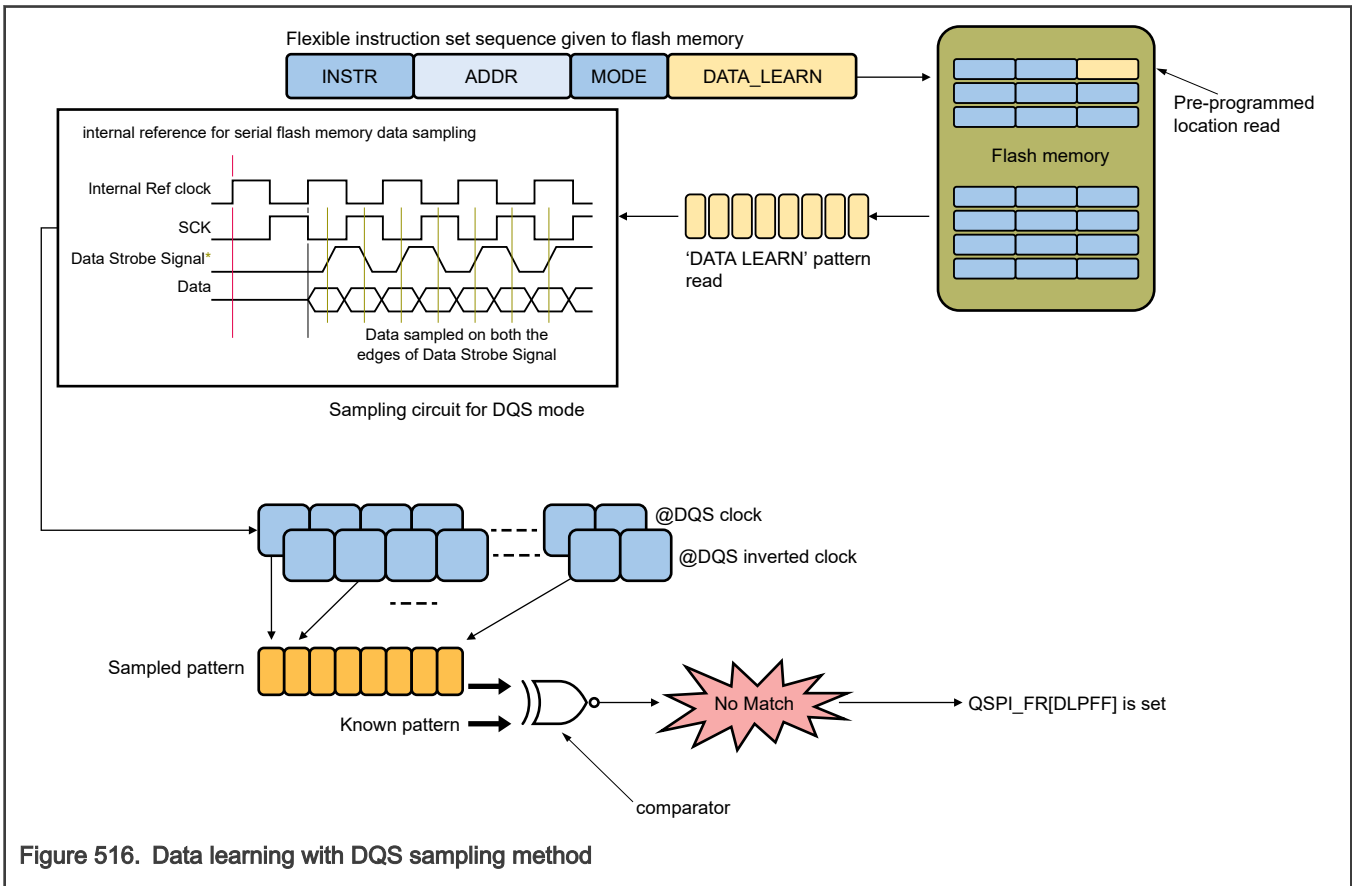 Flexible instruction set sequence given to flash memory
INSTR
ADDR
MODE
DATA_LEARN
Pre-programmed
location read
Flash memory
internal reference for serial flash memory data sampling
Internal Ref clock
SCK
Data Strobe Signal*
Data
Data sampled on both the
edges of Data Strobe Signal
'DATA LEARN' pattern
read
Sampling circuit for DQS mode
@DQS clock
@DQS inverted clock
Sampled pattern
Known pattern
No Match
QSPI_FR[DLPFF] is set
comparator
Figure 516. Data learning with DQS sampling method